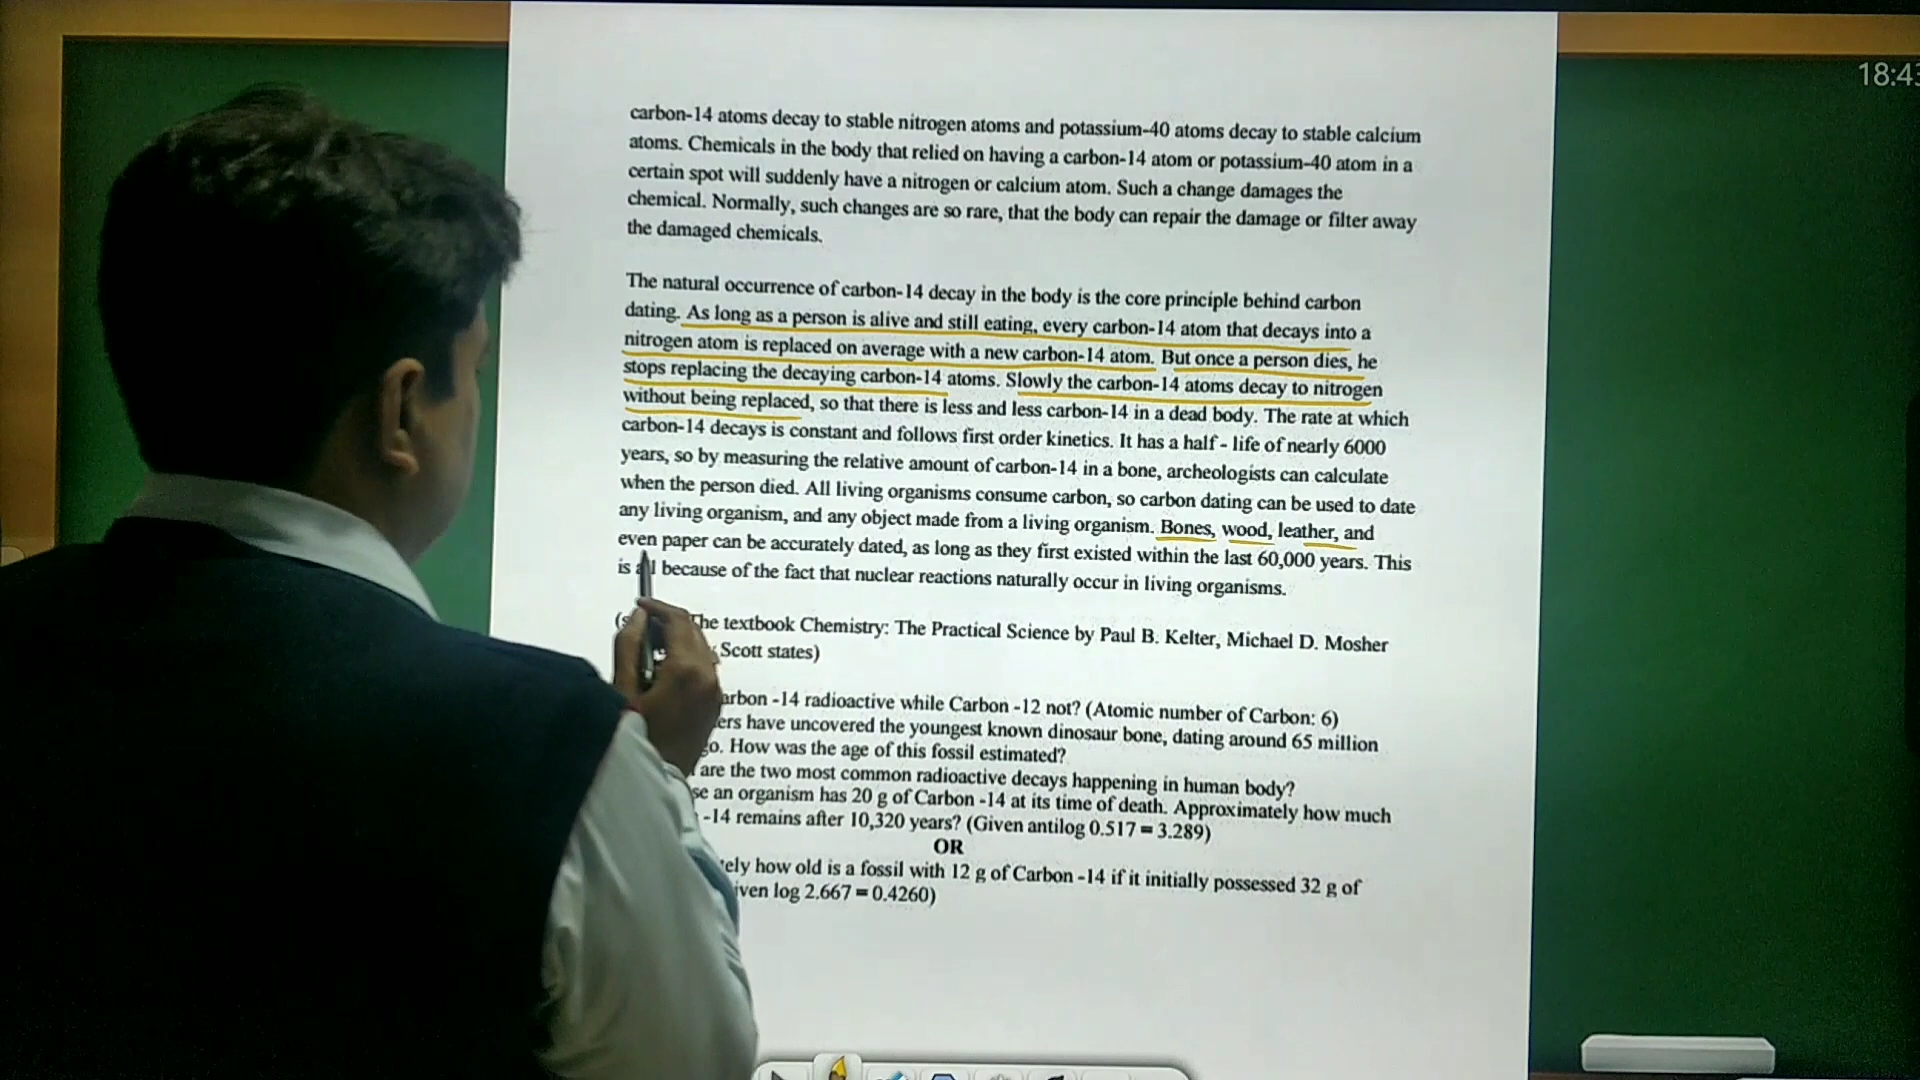 18:43
carbon-14 atoms decay to stable nitrogen atoms and potassium-40 atoms decay to stable calcium
atoms. Chemicals in the body that relied on having a carbon-14 atom or potassium-40 atom in a
certain spot will suddenly have a nitrogen or calcium atom. Such a change damages the
chemical. Normally, such changes are so rare, that the body can repair the damage or filter away
the damaged chemicals.
The natural occurrence of carbon-14 decay in the body is the core principle behind carbon
dating. As long as a person is alive and still eating, every carbon-14 atom that decays into a
nitrogen atom is replaced on average with a new carbon-14 atom. But once a person dies, he
stops replacing the decaying carbon-14 atoms. Slowly the carbon-14 atoms decay to nitrogen
without being replaced, so that there is less and less carbon-14 in a dead body. The rate at which
carbon-14 decays is constant and follows first order kinetics. It has a half - life of nearly 6000
years, so by measuring the relative amount of carbon-14 in a bone, archeologists can calculate
when the person died. All living organisms consume carbon, so carbon dating can be used to date
any living organism, and any object made from a living organism. Bones, wood, leather, and
even paper can be accurately dated, as long as they first existed within the last 60,000 years. This
is all because of the fact that nuclear reactions naturally occur in living organisms.
The textbook Chemistry: The Practical Science by Paul B. Kelter, Michael D. Mosher
Scott states)
-14 radioactive while Carbon -12 not? (Atomic number of Carbon: 6)
have uncovered the youngest known dinosaur bone, dating around 65 million
How was the age of this fossil estimated?
are the two most common radioactive decays happening in human body?
an organism has 20 g of Carbon -14 at its time of death. Approximately how much
-14 remains after 10,320 years? (Given antilog 0.517 = 3.289)
OR
how old is a fossil with 12 g of Carbon -14 if it initially possessed 32 g of
log 2.667 = 0.4260)